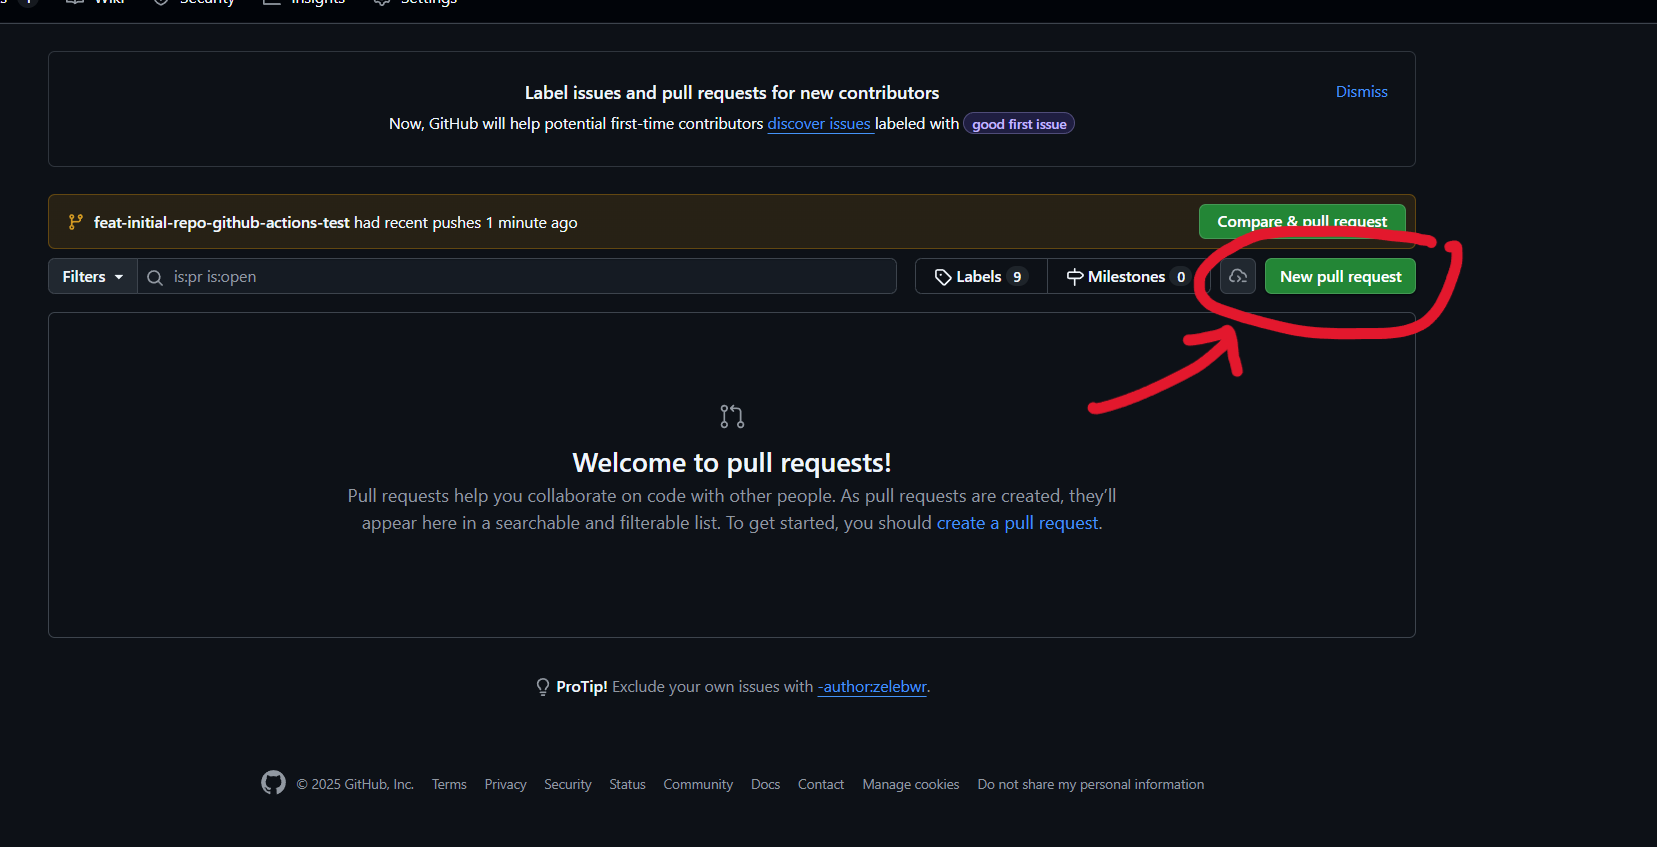 Wiki Security Insights Settings
Label issues and pull requests for new contributors
Dismiss
Now, GitHub will help potential first-time contributors discover issues labeled with good first issue
feat-initial-repo-github-actions-test had recent pushes 1 minute ago
Compare & pull request
Filters is:pr is:open Labels 9 Milestones 0 New pull request
Welcome to pull requests!
Pull requests help you collaborate on code with other people. As pull requests are created, they’ll
appear here in a searchable and filterable list. To get started, you should create a pull request.
ProTip! Exclude your own issues with -author:zelebwr.
© 2025 GitHub, Inc. Terms Privacy Security Status Community Docs Contact Manage cookies Do not share my personal information